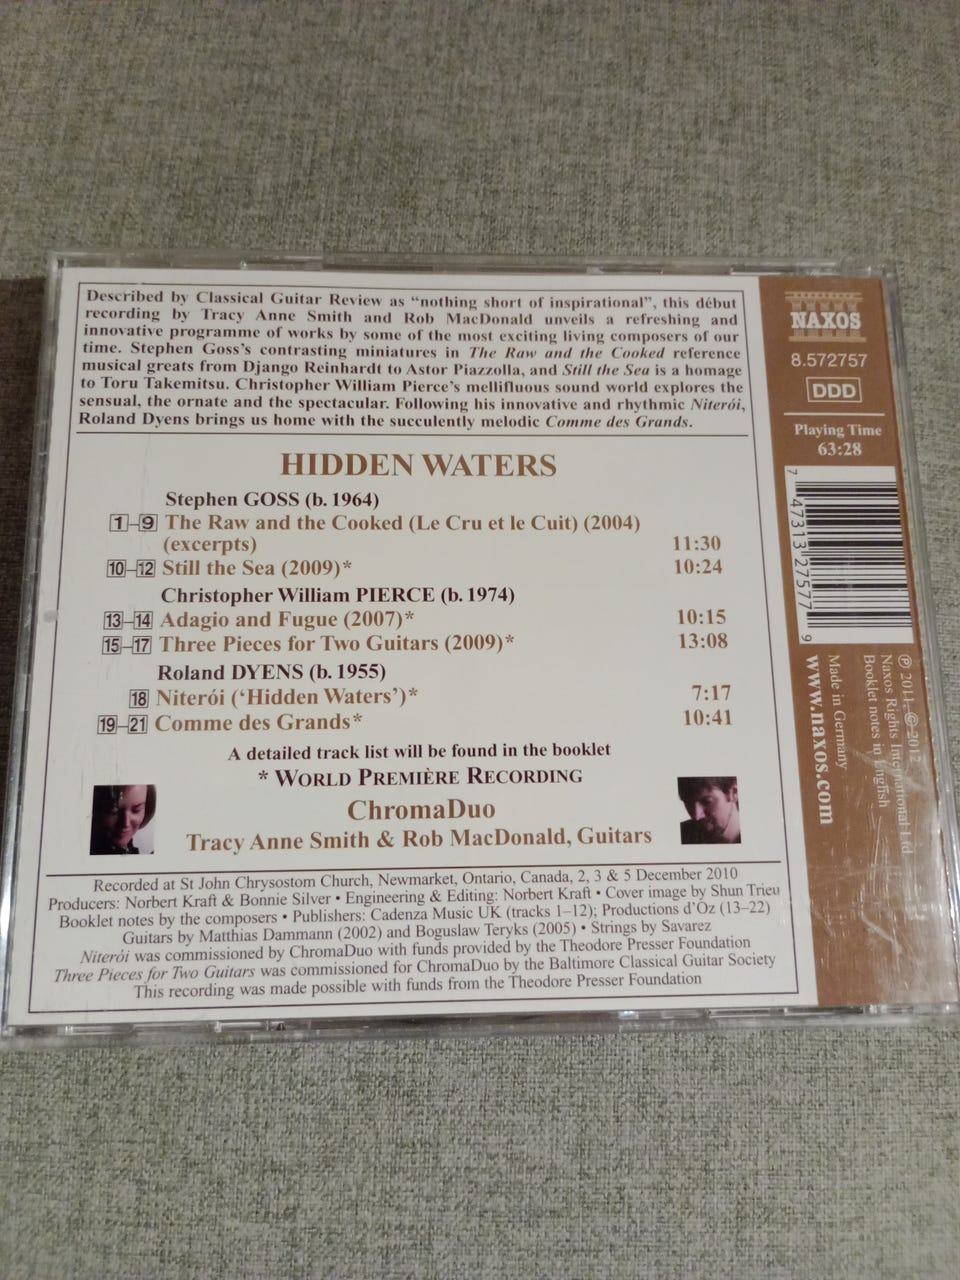 Described by Classical Guitar Review as “nothing short of inspirational”, this début
recording by Tracy Anne Smith and Rob MacDonald unveils a refreshing and
innovative programme of works by some of the most exciting living composers of our
time. Stephen Goss’s contrasting miniatures in The Raw and the Cooked reference
musical greats from Django Reinhardt to Astor Piazzolla, and Still the Sea is a homage
to Toru Takemitsu. Christopher William Pierce’s mellifluous sound world explores the
sensual, the ornate and the spectacular. Following his innovative and rhythmic Niterói,
Roland Dyens brings us home with the succulently melodic Comme des Grands.
HIDDEN WATERS
Stephen GOSS (b. 1964)
1–9 The Raw and the Cooked (Le Cru et le Cuit) (2004)
(excerpts) 11:30
10–12 Still the Sea (2009)* 10:24
Christopher William PIERCE (b. 1974)
13–14 Adagio and Fugue (2007)* 10:15
15–17 Three Pieces for Two Guitars (2009)* 13:08
Roland DYENS (b. 1955)
18 Niterói (‘Hidden Waters’)* 7:17
19–21 Comme des Grands* 10:41
A detailed track list will be found in the booklet
* WORLD PREMIÈRE RECORDING
ChromaDuo
Tracy Anne Smith & Rob MacDonald, Guitars
Recorded at St John Chrysostom Church, Newmarket, Ontario, Canada, 2, 3 & 5 December 2010
Producers: Norbert Kraft & Bonnie Silver • Engineering & Editing: Norbert Kraft • Cover image by Shun Trieu
Booklet notes by the composers • Publishers: Cadenza Music UK (tracks 1–12); Productions d’Oz (13–22)
Guitars by Matthias Dammann (2002) and Boguslaw Teryks (2005) • Strings by Savarez
Niterói was commissioned by ChromaDuo with funds provided by the Theodore Presser Foundation
Three Pieces for Two Guitars was commissioned for ChromaDuo by the Baltimore Classical Guitar Society
This recording was made possible with funds from the Theodore Presser Foundation
NAXOS
8.572757
DDD
Playing Time
63:28
7 47313 27577 9
℗ 2011, © 2012
Naxos Rights International Ltd
Booklet notes in English
Made in Germany
www.naxos.com